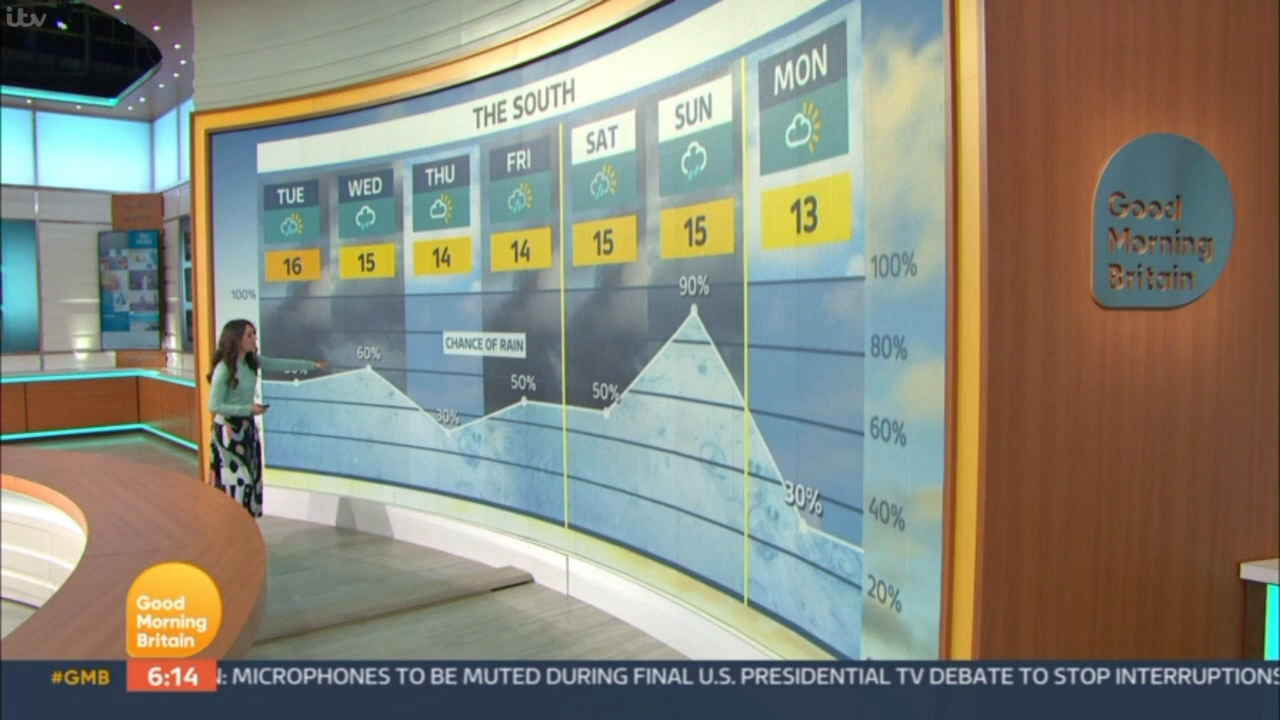 itv
THE SOUTH
TUE WED THU FRI SAT SUN MON
16 15 14 14 15 15 13
100%
100%
90%
CHANCE OF RAIN
80%
60%
50%
50%
30%
60%
30%
40%
20%
Good
Morning
Britain
Good
Morning
Britain
#GMB 6:14 : MICROPHONES TO BE MUTED DURING FINAL U.S. PRESIDENTIAL TV DEBATE TO STOP INTERRUPTIONS